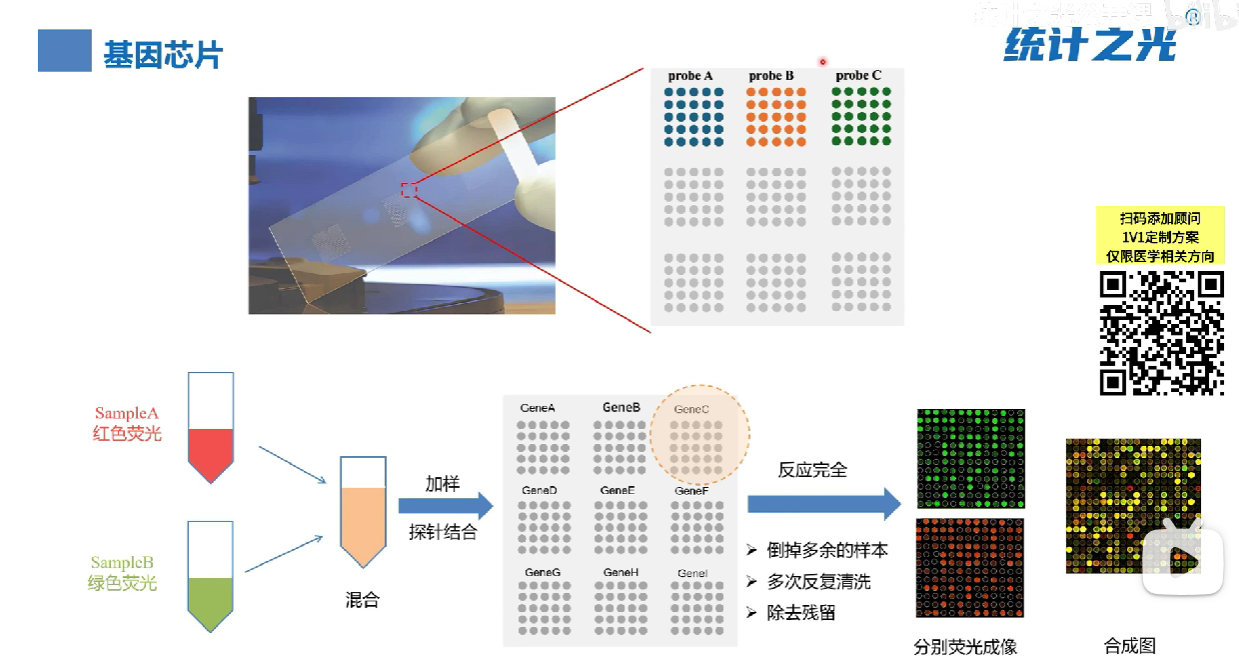 基因芯片
统计之光
®
probe A probe B probe C
扫码添加顾问
1V1定制方案
仅限医学相关方向
SampleA
红色荧光
SampleB
绿色荧光
混合
加样
探针结合
GeneA GeneB GeneC
GeneD GeneE GeneF
GeneG GeneH GeneI
反应完全
➢ 倒掉多余的样本
➢ 多次反复清洗
➢ 除去残留
分别荧光成像
合成图
bilibili